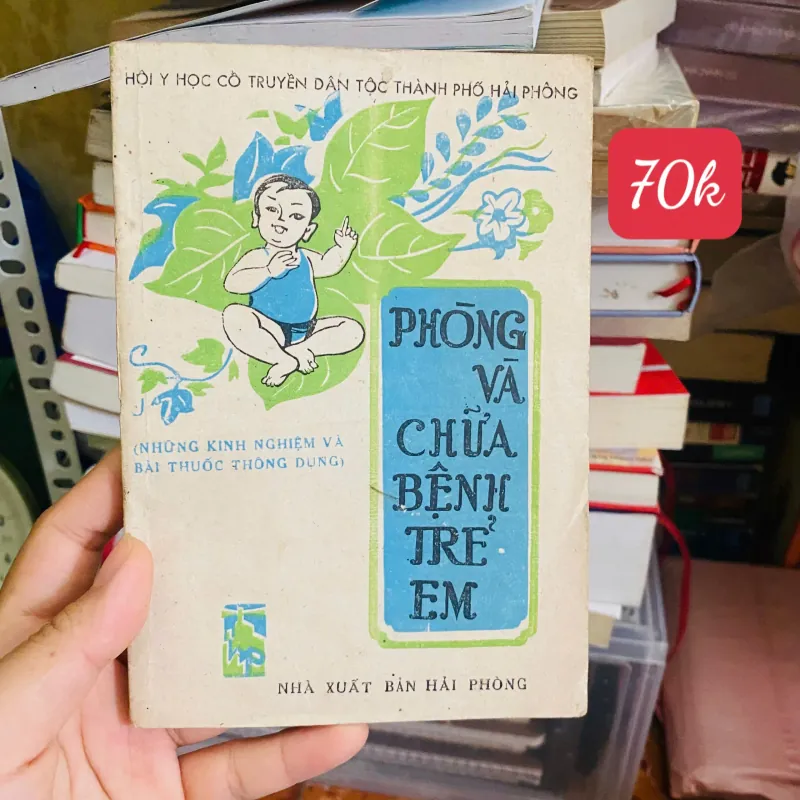 HỘI Y HỌC CỔ TRUYỀN DÂN TỘC THÀNH PHỐ HẢI PHÒNG
70k
PHÒNG
VÀ
CHỮA
BỆNH
TRẺ
EM
(NHỮNG KINH NGHIỆM VÀ
BÀI THUỐC THÔNG DỤNG)
NHÀ XUẤT BẢN HẢI PHÒNG